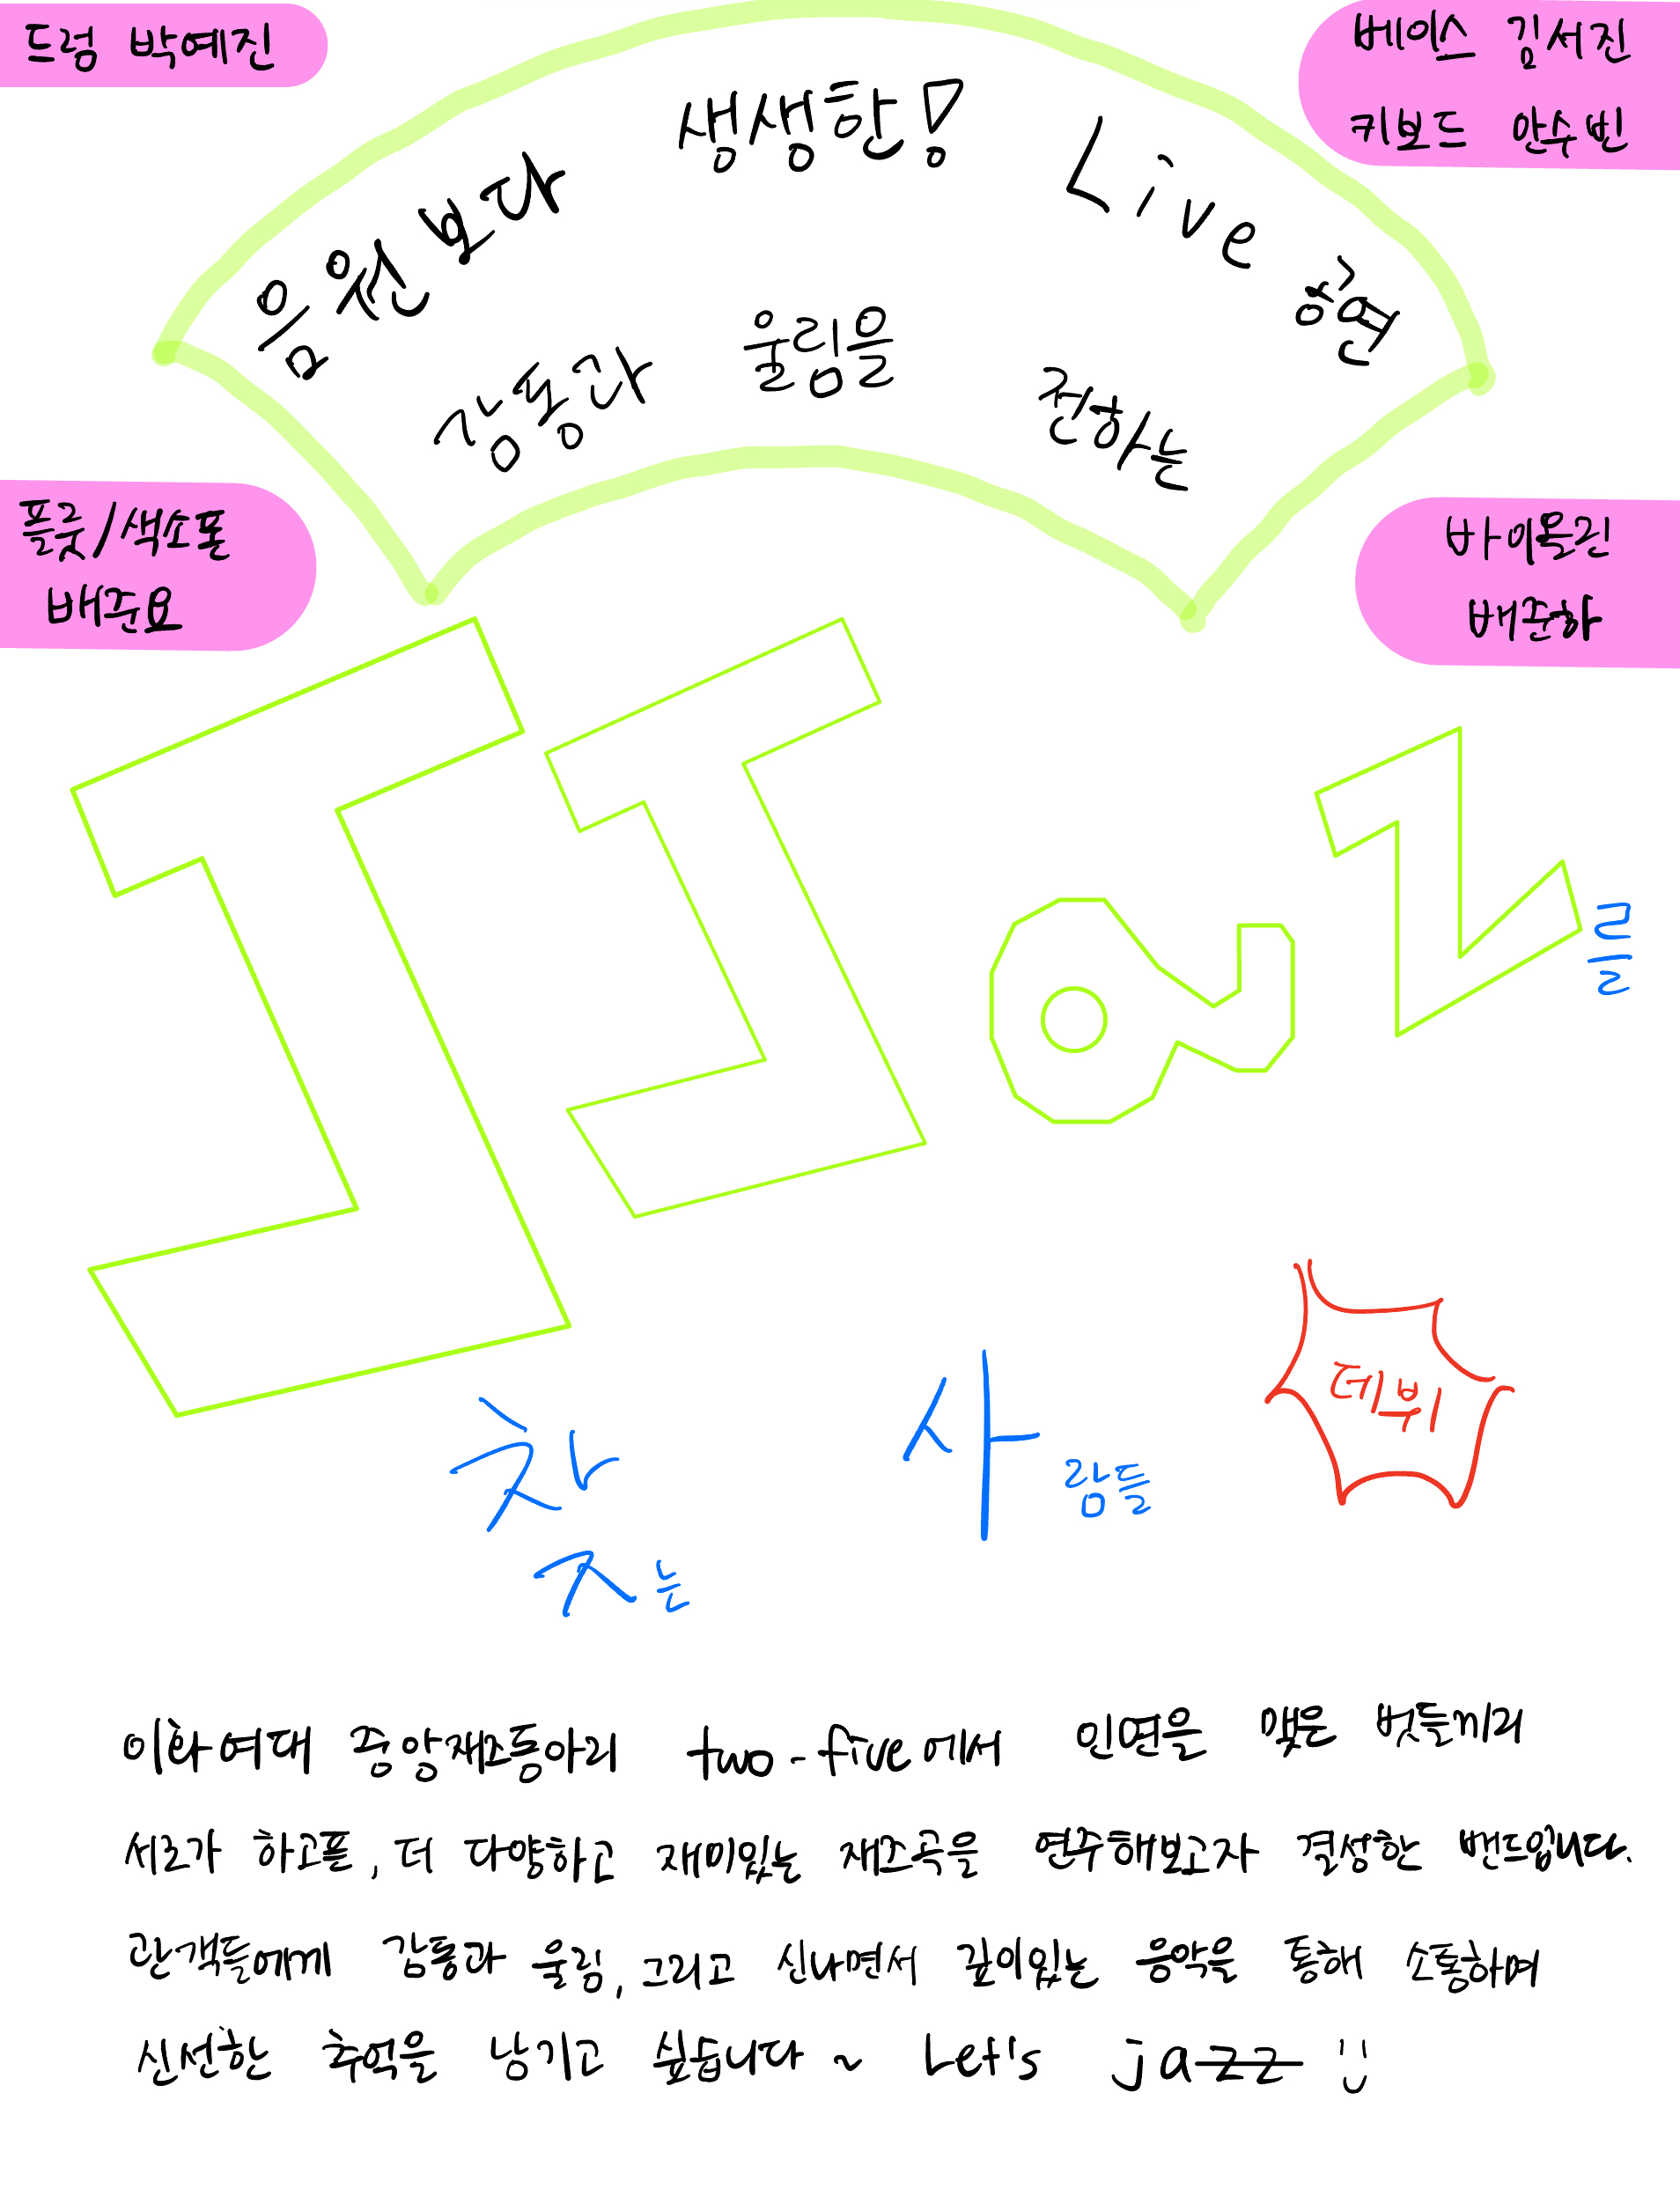 드럼 박예진
베이스 김서진
키보드 안수빈
음원보다 생생한! Live 공연
감동과 울림을 전하는
플룻/색소폰
배준요
바이올린
배준하
JJaz
를
찾는
사람들
데뷔
이화여대 중앙재즈동아리 two-five에서 인연을 맺은 벗들끼리
서로가 하고픈, 더 다양하고 재미있는 재즈곡을 연주해보고자 결성한 밴드입니다.
관객들에게 감동과 울림, 그리고 신나면서 깊이있는 음악을 통해 소통하며
신선한 추억을 남기고 싶습니다~ Let's jazz :)